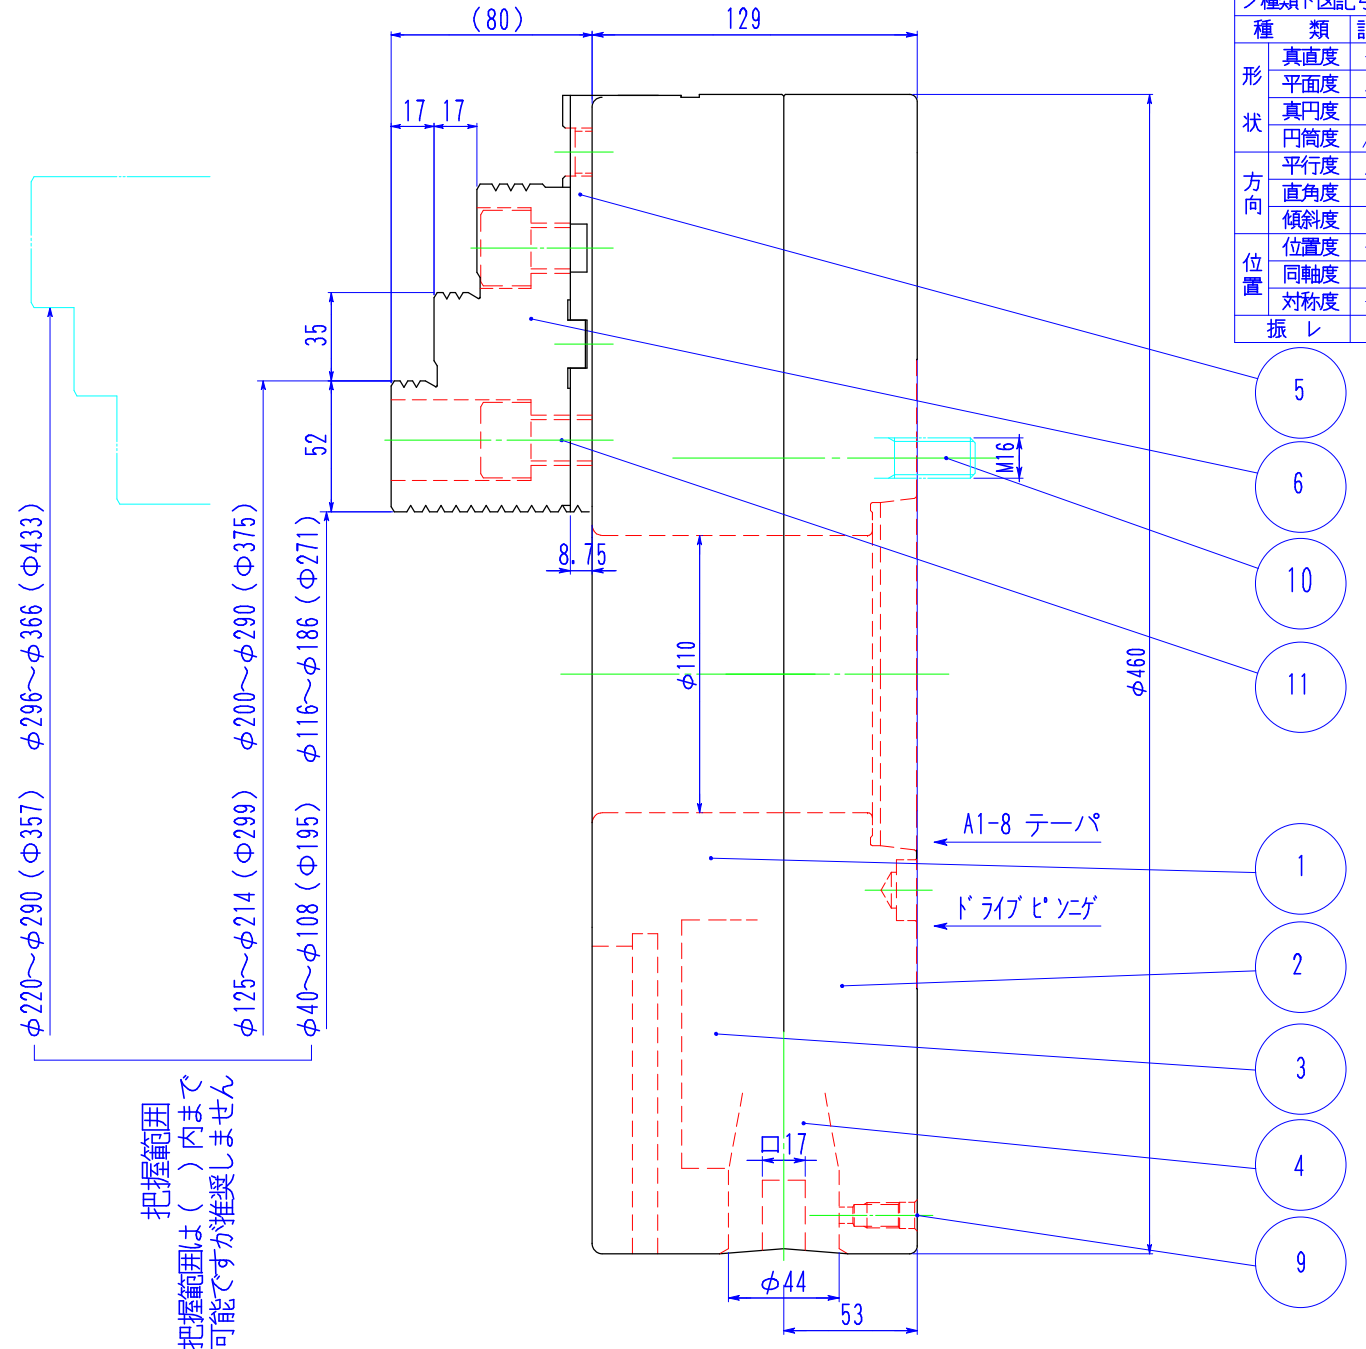 (80)
129
17
17
種 類
形状
真直度
平面度
真円度
円筒度
方向
平行度
直角度
傾斜度
位置
位置度
同軸度
対称度
振 レ
35
52
8.75
M16
φ110
φ460
5
6
10
11
1
2
3
4
9
A1-8 テーパ
ドライブピンニゲ
口17
φ44
53
φ220～φ290(Φ357) φ296～φ366(Φ433)
φ125～φ214(Φ299) φ200～φ290(Φ375)
φ40～φ108(Φ195) φ116～φ186(Φ271)
把握範囲
把握範囲は( )内まで
可能ですが推奨しません